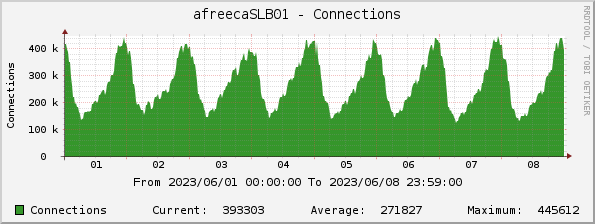 afreecaSLB01 - Connections
RRDTOOL / TOBI OETIKER
Connections
400 k
300 k
200 k
100 k
0
01 02 03 04 05 06 07 08
From 2023/06/01 00:00:00 To 2023/06/08 23:59:00
Connections Current: 393303 Average: 271827 Maximum: 445612